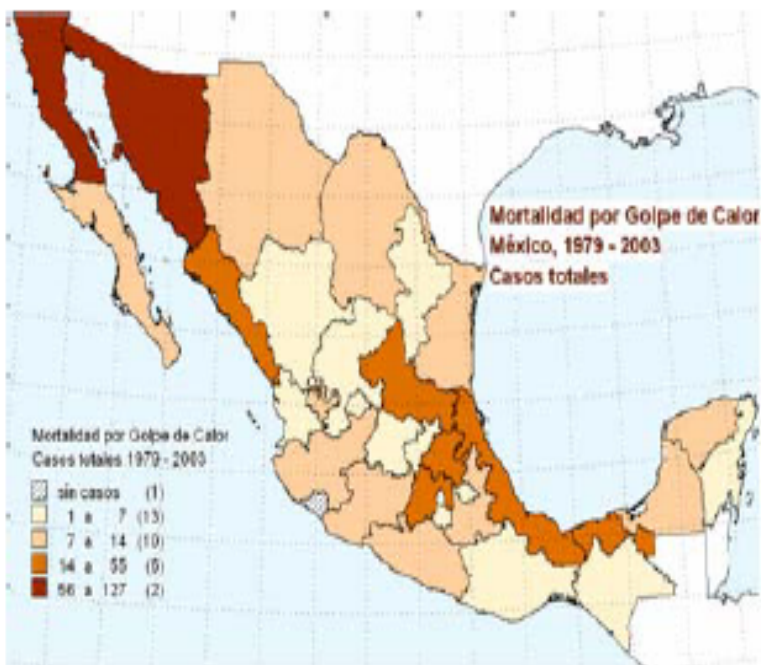 Mortalidad por Golpe de Calor
México, 1979 - 2003
Casos totales
Mortalidad por Golpe de Calor
Casos totales 1979 - 2003
sin casos (1)
1 a 7 (13)
7 a 14 (10)
14 a 55 (6)
56 a 127 (2)